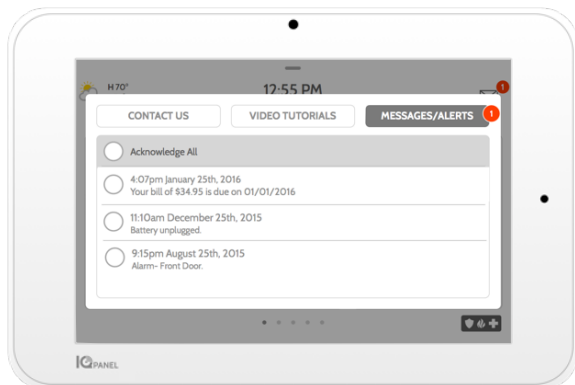 H 70°
12:55 PM
1
CONTACT US
VIDEO TUTORIALS
MESSAGES/ALERTS
1
Acknowledge All
4:07pm January 25th, 2016
Your bill of $34.95 is due on 01/01/2016
11:10am December 25th, 2015
Battery unplugged.
9:15pm August 25th, 2015
Alarm- Front Door.
IQ PANEL